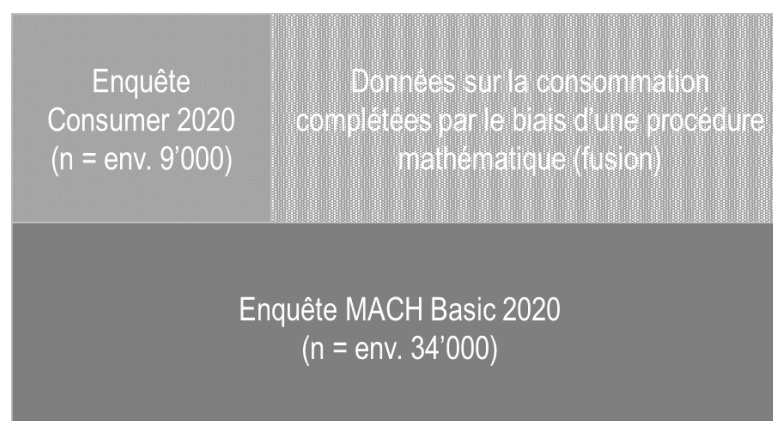 Enquête
Consumer 2020
(n = env. 9’000)
Données sur la consommation
complétées par le biais d’une procédure
mathématique (fusion)
Enquête MACH Basic 2020
(n = env. 34’000)